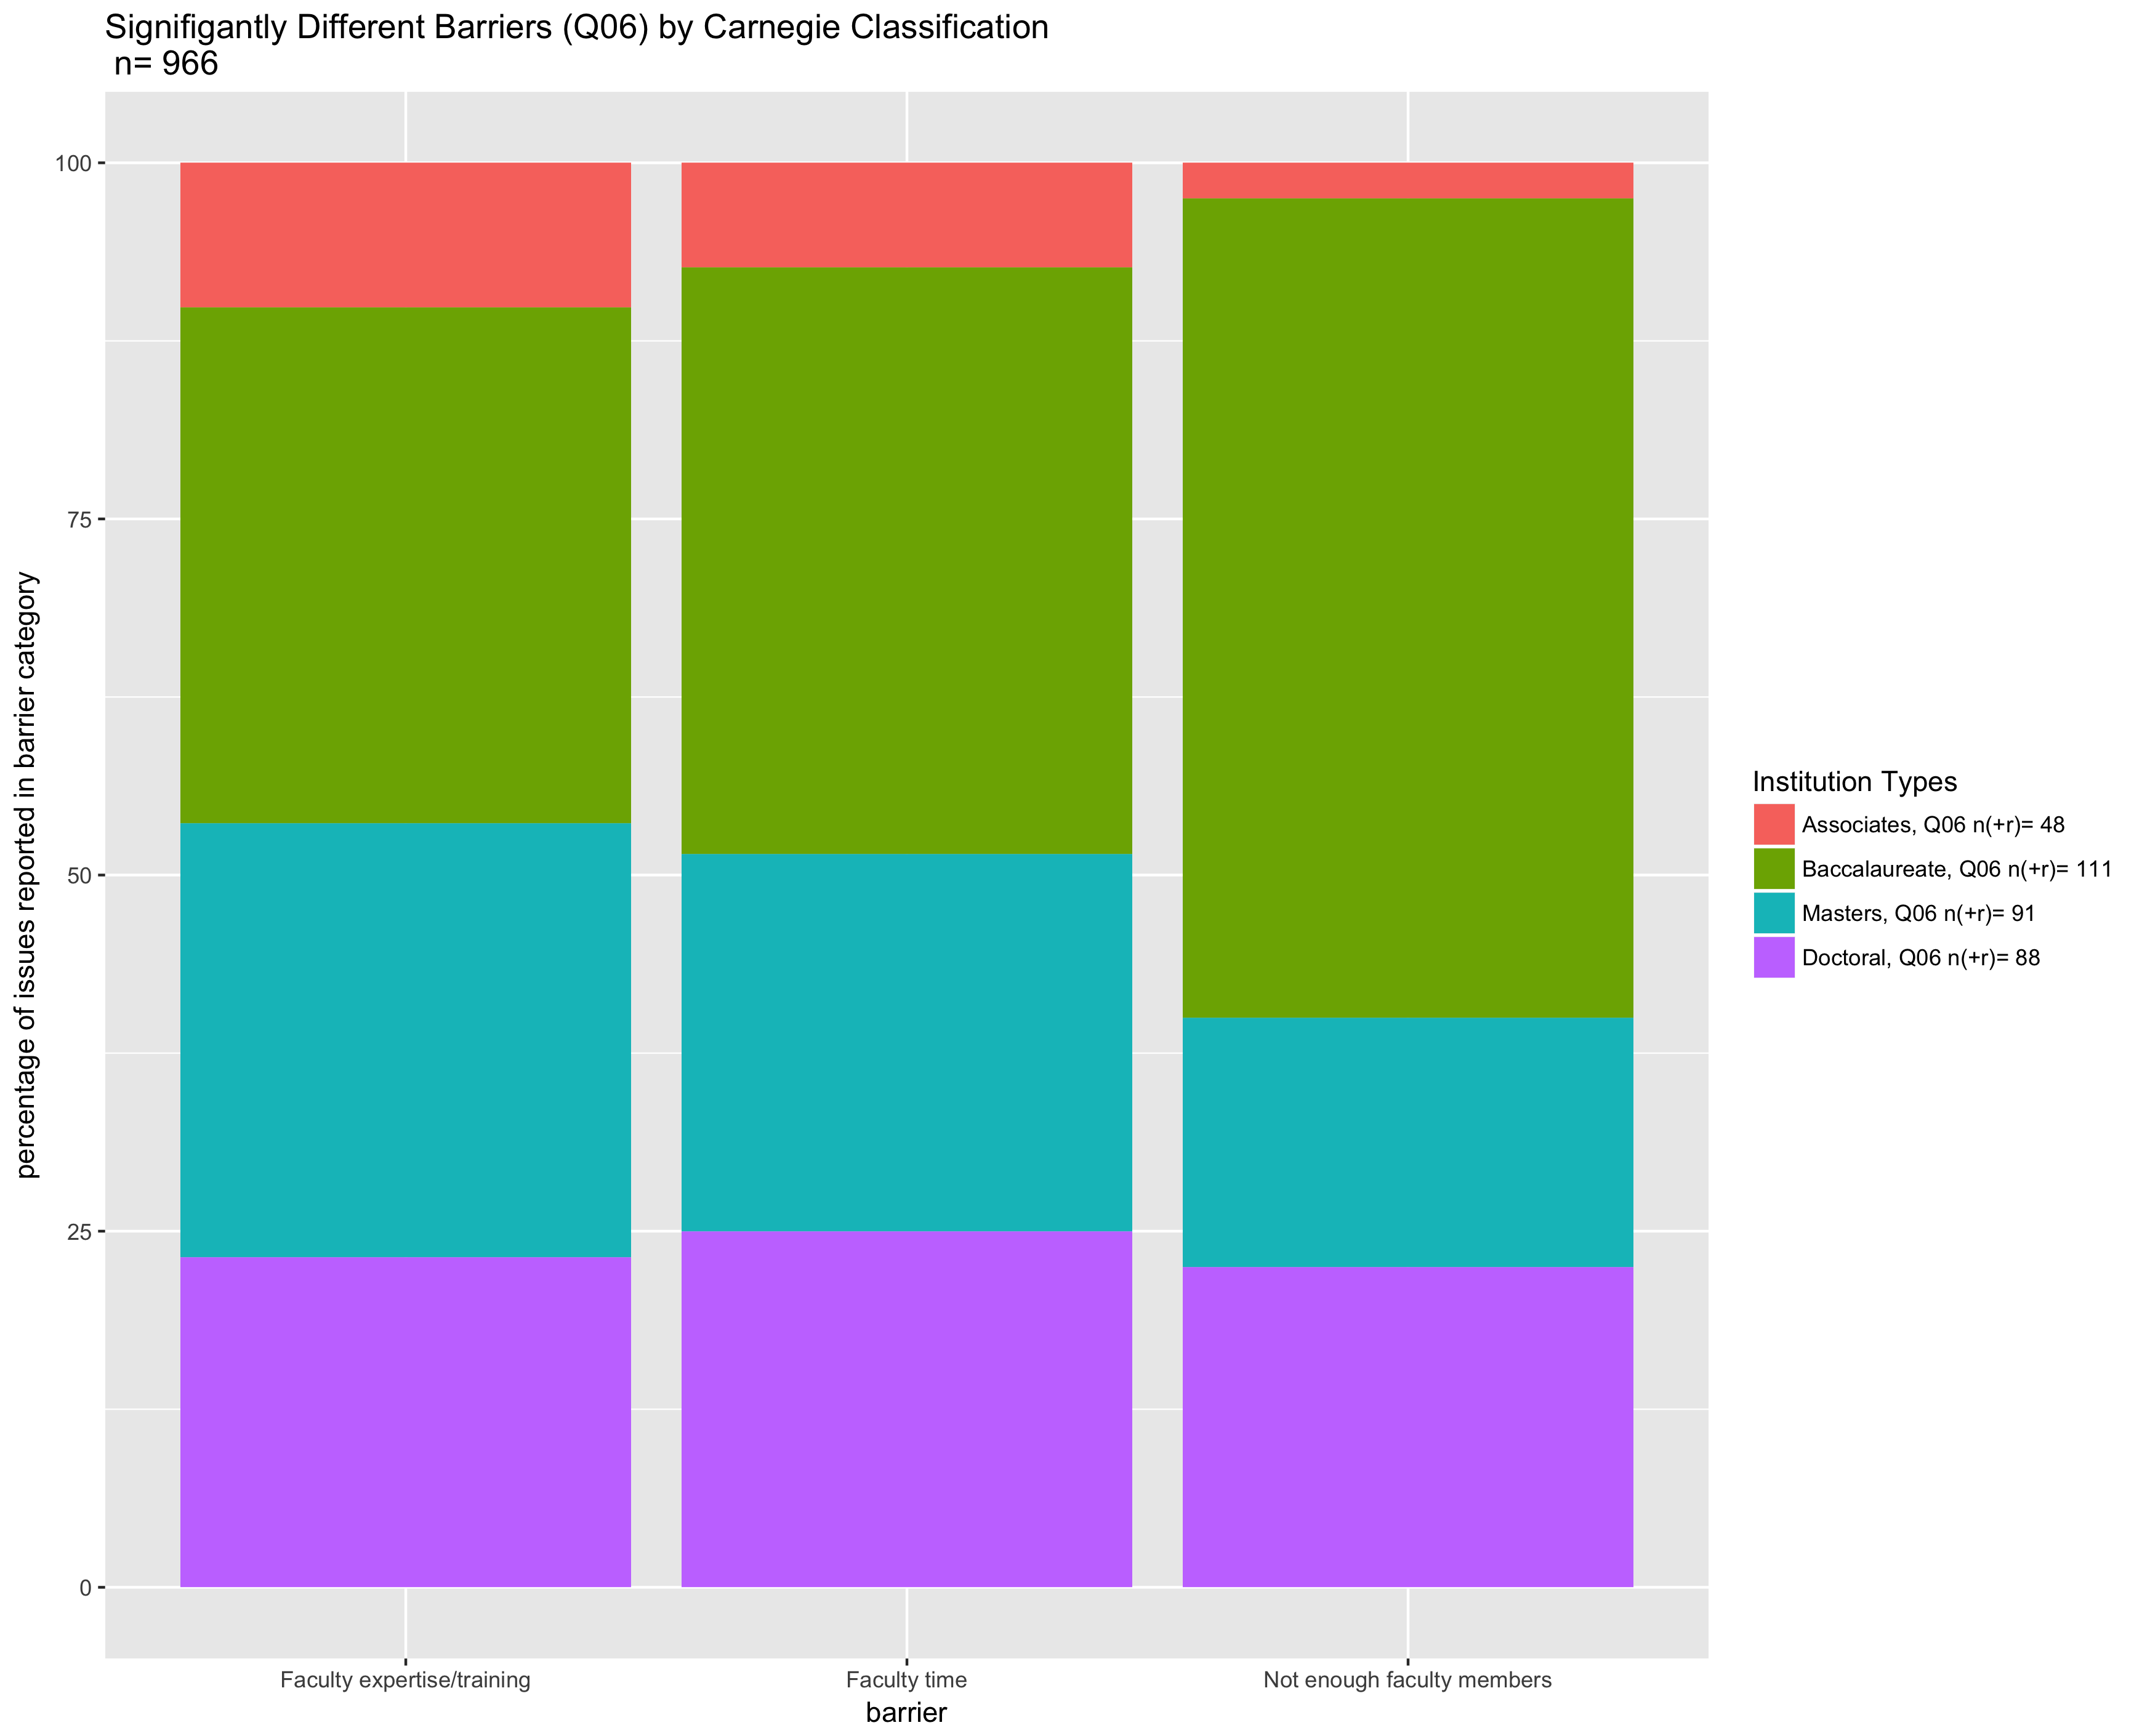 Signifigantly Different Barriers (Q06) by Carnegie Classification
n= 966
percentage of issues reported in barrier category
100
75
50
25
0
Faculty expertise/training
Faculty time
Not enough faculty members
barrier
Institution Types
Associates, Q06 n(+r)= 48
Baccalaureate, Q06 n(+r)= 111
Masters, Q06 n(+r)= 91
Doctoral, Q06 n(+r)= 88